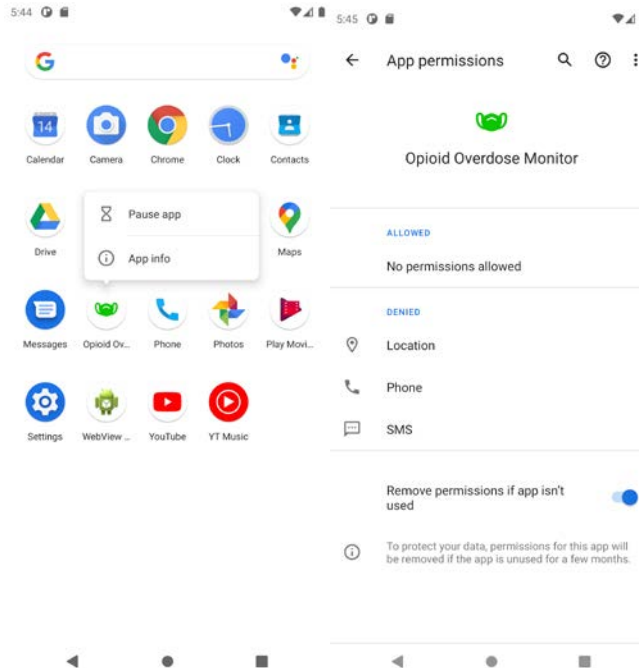 5:44
14
Calendar
Camera
Chrome
Clock
Contacts
Pause app
App info
Drive
Maps
Messages
Opioid Ov...
Phone
Photos
Play Movi...
Settings
WebView ...
YouTube
YT Music
5:45
App permissions
Opioid Overdose Monitor
ALLOWED
No permissions allowed
DENIED
Location
Phone
SMS
Remove permissions if app isn't
used
To protect your data, permissions for this app will
be removed if the app is unused for a few months.